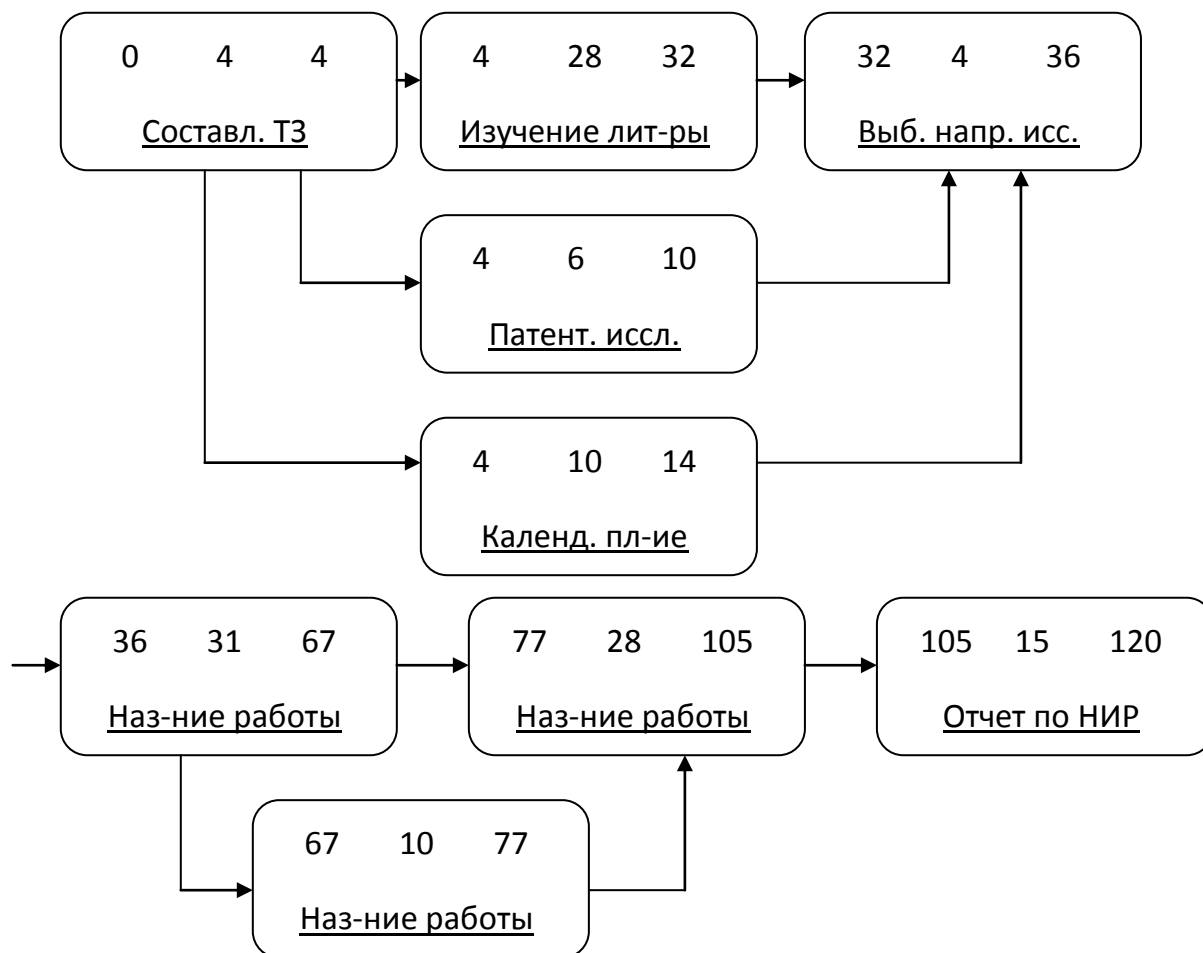 0 4 4
Составл. ТЗ
4 28 32
Изучение лит-ры
32 4 36
Выб. напр. исс.
4 6 10
Патент. иссл.
4 10 14
Календ. пл-ие
36 31 67
Наз-ние работы
77 28 105
Наз-ние работы
105 15 120
Отчет по НИР
67 10 77
Наз-ние работы